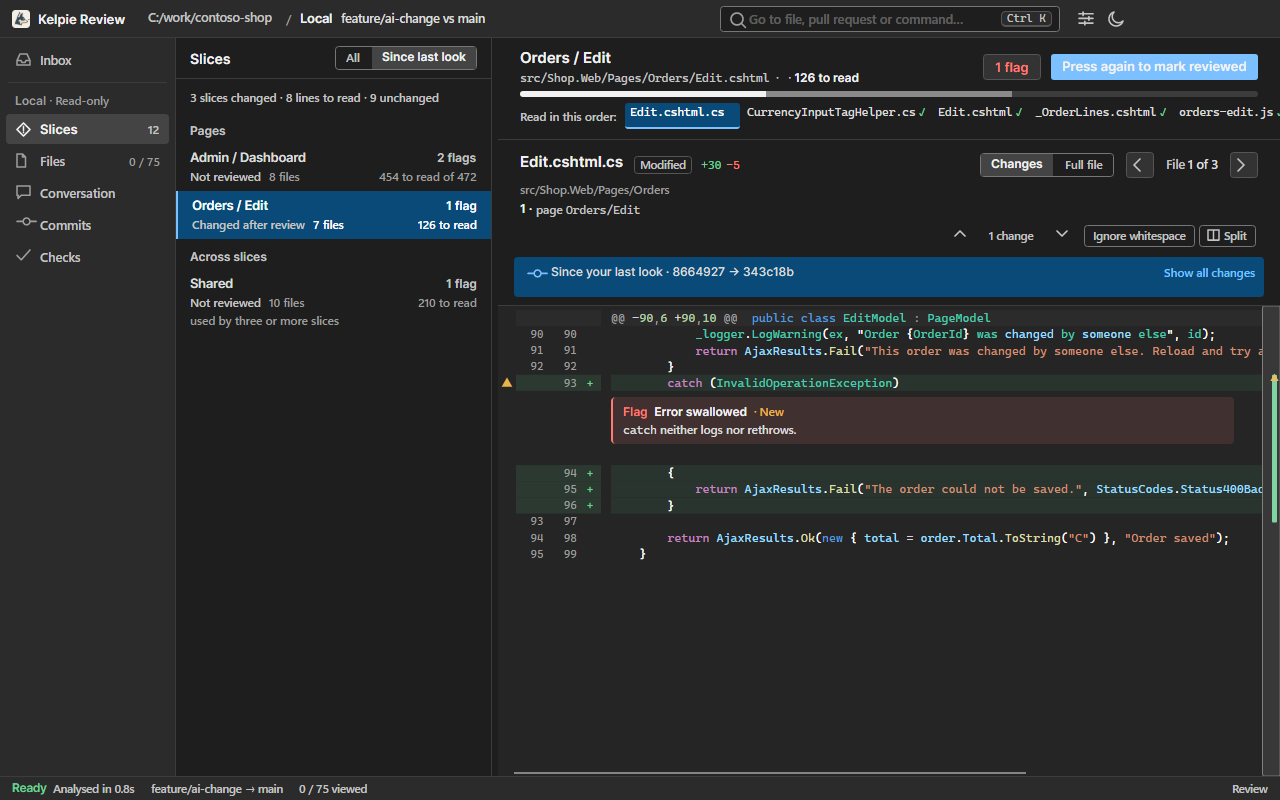 Kelpie Review C:/work/contoso-shop / Local feature/ai-change vs main
Go to file, pull request or command... Ctrl K
Inbox
Local · Read-only
Slices 12
Files 0 / 75
Conversation
Commits
Checks
Slices All Since last look
3 slices changed · 8 lines to read · 9 unchanged
Pages
Admin / Dashboard 2 flags
Not reviewed 8 files 454 to read of 472
Orders / Edit 1 flag
Changed after review 7 files 126 to read
Across slices
Shared 1 flag
Not reviewed 10 files 210 to read
used by three or more slices
Orders / Edit
src/Shop.Web/Pages/Orders/Edit.cshtml · · 126 to read
1 flag Press again to mark reviewed
Read in this order: Edit.cshtml.cs CurrencyInputTagHelper.cs ✓ Edit.cshtml ✓ _OrderLines.cshtml ✓ orders-edit.js ✓
Edit.cshtml.cs Modified +30 −5 Changes Full file File 1 of 3
src/Shop.Web/Pages/Orders
1 · page Orders/Edit
1 change Ignore whitespace Split
Since your last look · 8664927 → 343c18b Show all changes
@@ −90,6 +90,10 @@ public class EditModel : PageModel
90 90 _logger.LogWarning(ex, "Order {OrderId} was changed by someone else", id);
91 91 return AjaxResults.Fail("This order was changed by someone else. Reload and try a
92 92 }
93 + catch (InvalidOperationException)
Flag Error swallowed · New
catch neither logs nor rethrows.
94 + {
95 + return AjaxResults.Fail("The order could not be saved.", StatusCodes.Status400Bad
96 + }
93 97
94 98 return AjaxResults.Ok(new { total = order.Total.ToString("C") }, "Order saved");
95 99 }
Ready Analysed in 0.8s feature/ai-change → main 0 / 75 viewed Review